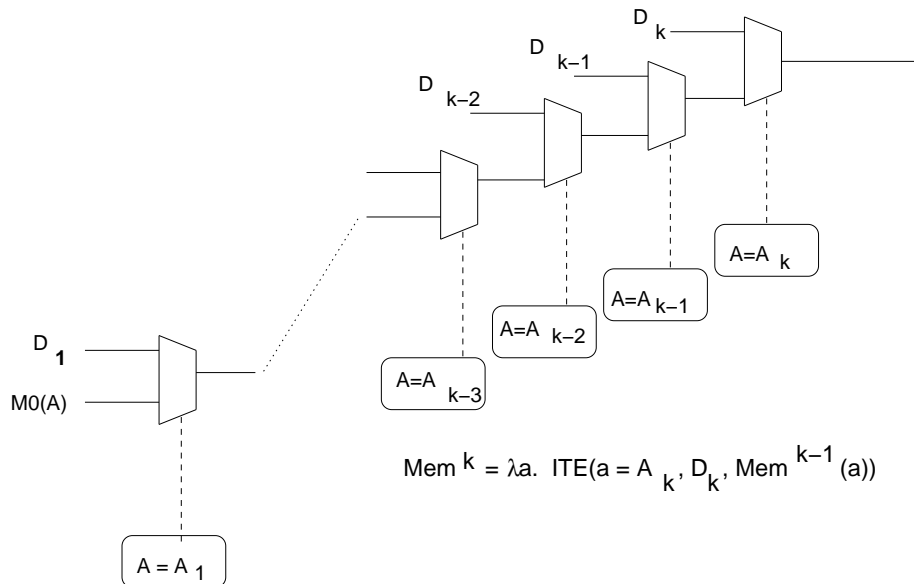 D k
D k−1
D k−2
A=A k
A=A k−1
A=A k−2
D 1
A=A k−3
M0(A)
Mem k = λa. ITE(a = A k, D k, Mem k−1 (a))
A = A 1